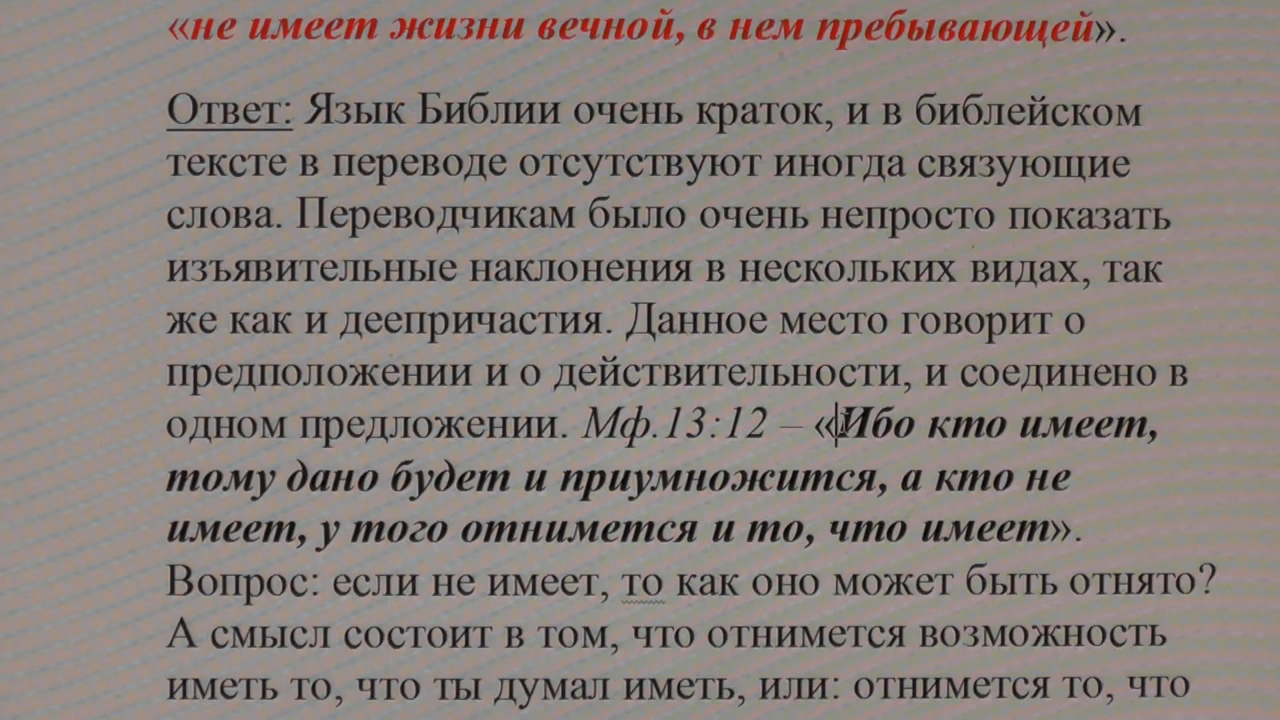 «не имеет жизни вечной, в нем пребывающей».
Ответ: Язык Библии очень краток, и в библейском
тексте в переводе отсутствуют иногда связующие
слова. Переводчикам было очень непросто показать
изъявительные наклонения в нескольких видах, так
же как и деепричастия. Данное место говорит о
предположении и о действительности, и соединено в
одном предложении. Мф.13:12 – «Ибо кто имеет,
тому дано будет и приумножится, а кто не
имеет, у того отнимется и то, что имеет».
Вопрос: если не имеет, то как оно может быть отнято?
А смысл состоит в том, что отнимется возможность
иметь то, что ты думал иметь, или: отнимется то, что